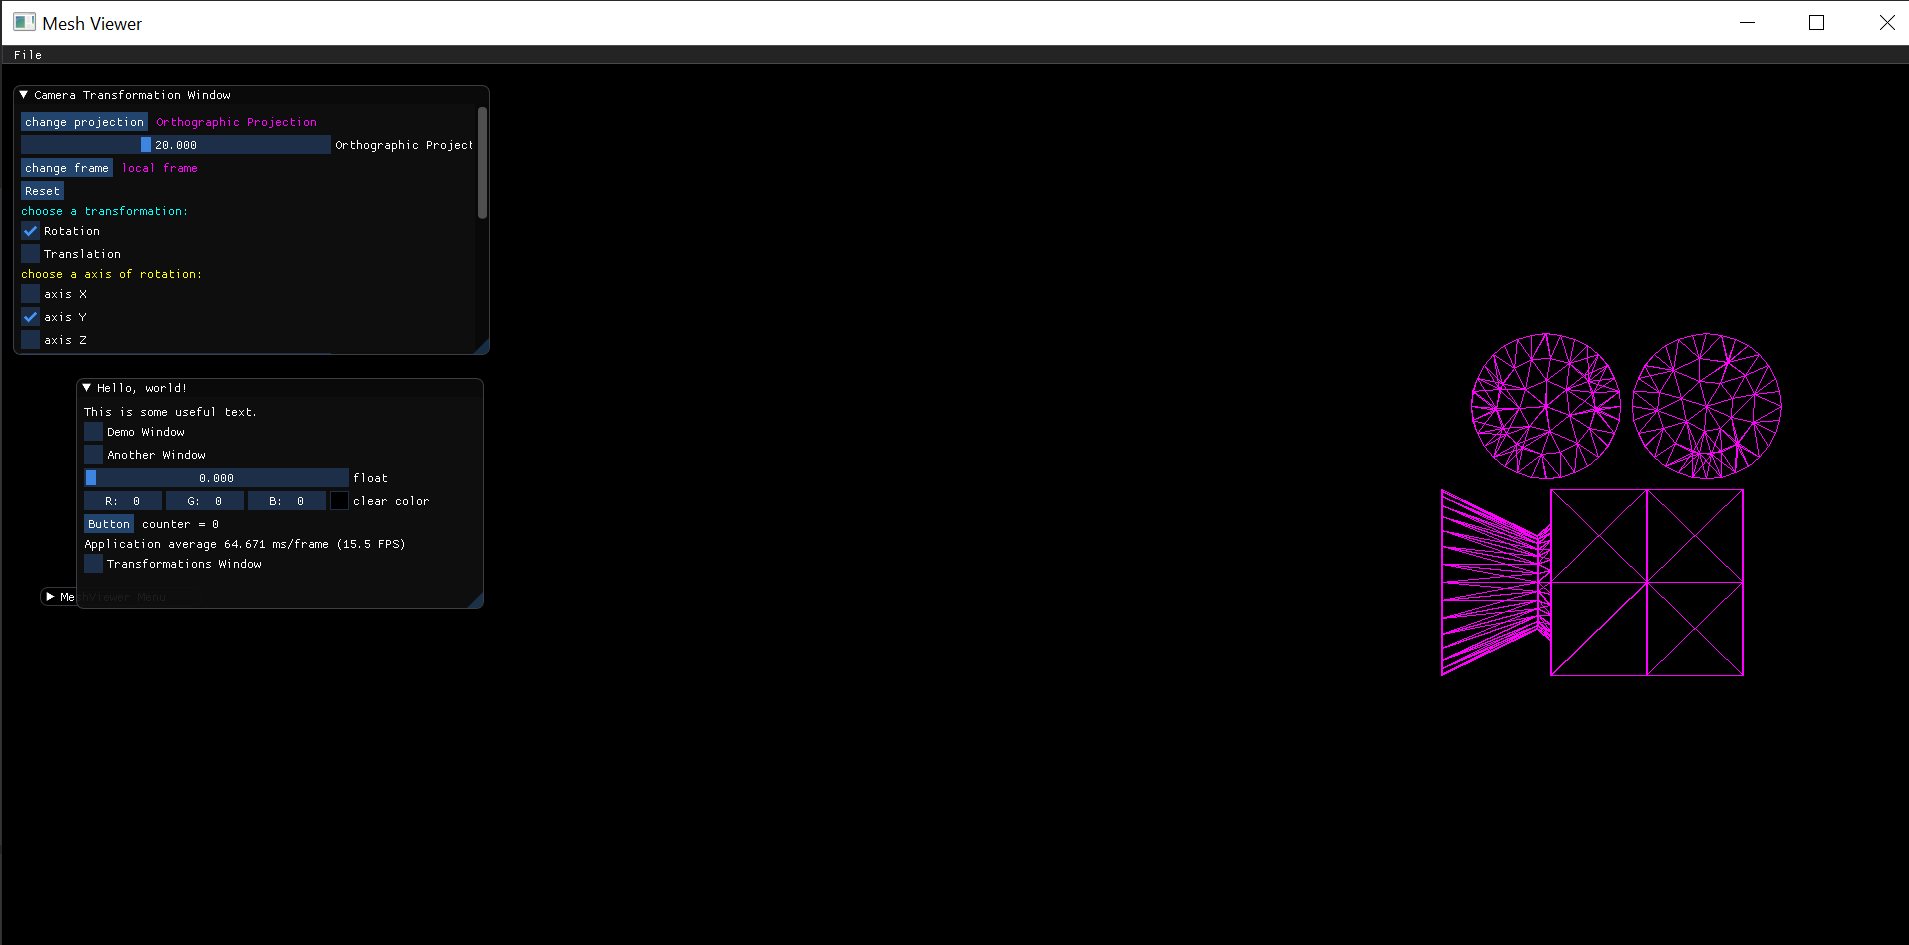 Mesh Viewer
File
Camera Transformation Window
change projection Orthographic Projection
20.000 Orthographic Project
change frame local frame
Reset
choose a transformation:
Rotation
Translation
choose a axis of rotation:
axis X
axis Y
axis Z
Hello, world!
This is some useful text.
Demo Window
Another Window
0.000 float
R: 0 G: 0 B: 0 clear color
Button counter = 0
Application average 64.671 ms/frame (15.5 FPS)
Transformations Window
MeshViewer Menu